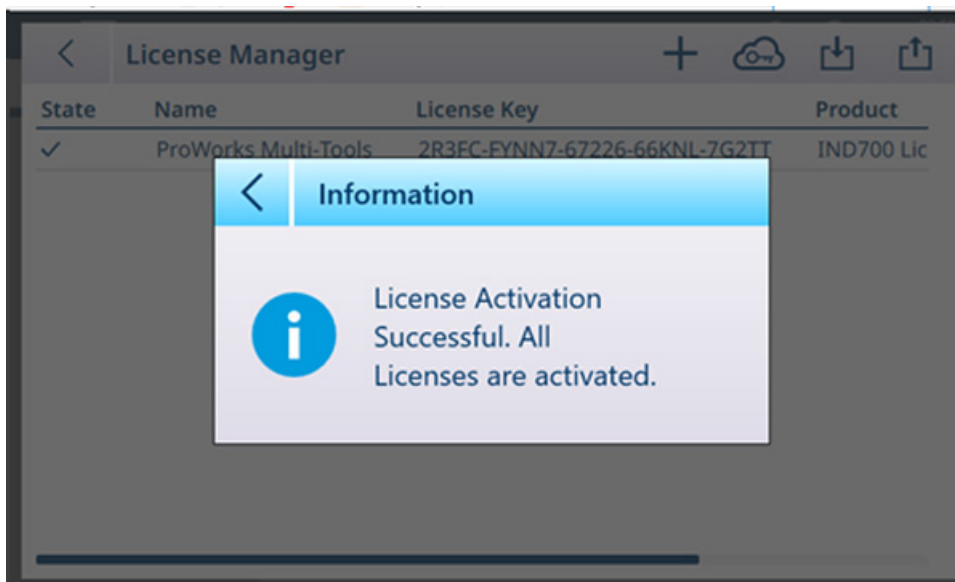 License Manager
State Name License Key Product
ProWorks Multi-Tools 2R3FC-FYNN7-67226-66KNL-7G2TT IND700 Lic
Information
License Activation
Successful. All
Licenses are activated.